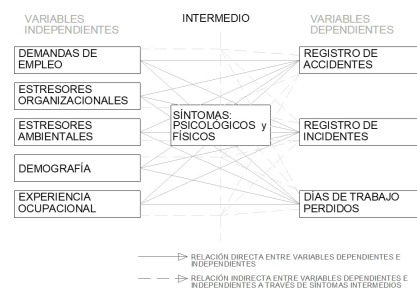 VARIABLES
INDEPENDIENTES
INTERMEDIO
VARIABLES
DEPENDIENTES
DEMANDAS DE
EMPLEO
REGISTRO DE
ACCIDENTES
ESTRESORES
ORGANIZACIONALES
SÍNTOMAS:
PSICOLÓGICOS y
FÍSICOS
ESTRESORES
AMBIENTALES
REGISTRO DE
INCIDENTES
DEMOGRAFÍA
EXPERIENCIA
OCUPACIONAL
DÌAS DE TRABAJO
PERDIDOS
RELACIÓN DIRECTA ENTRE VARIABLES DEPENDIENTES E
INDEPENDIENTES
RELACIÓN INDIRECTA ENTRE VARIABLES DEPENDIENTES E
INDEPENDIENTES A TRAVÉS DE SÍNTOMAS INTERMEDIOS